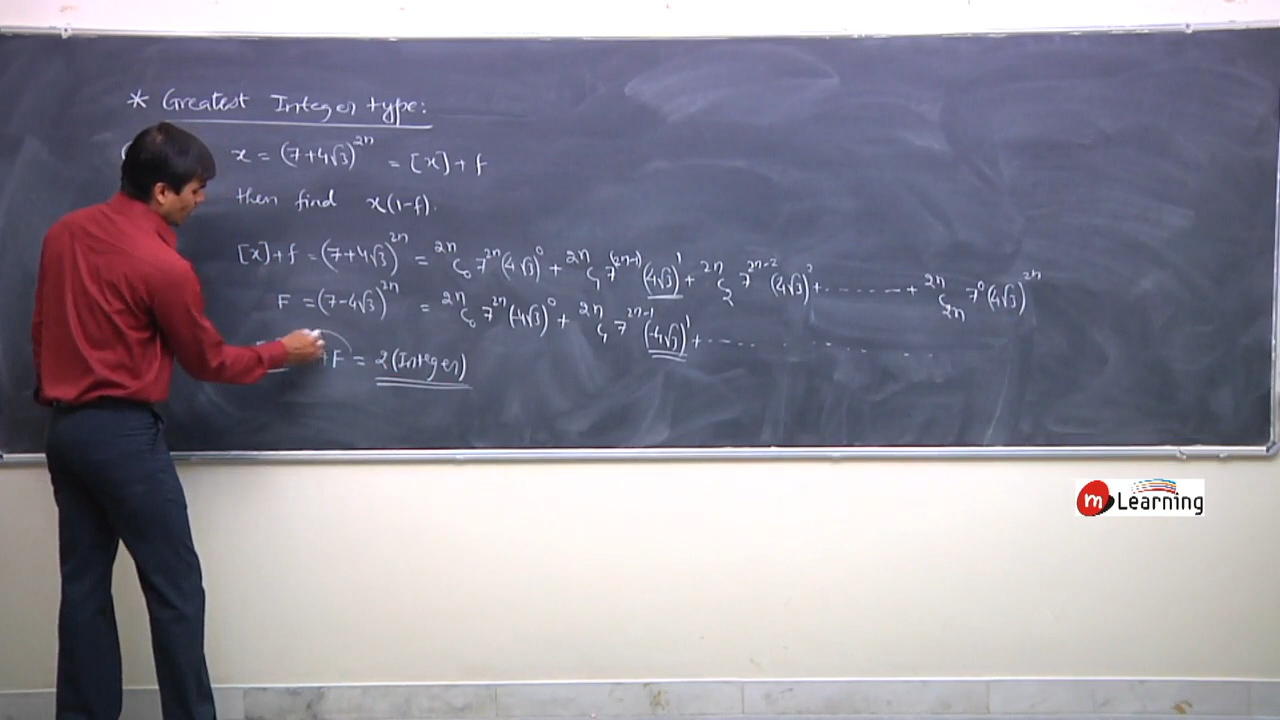 * Greatest Integer type:
x = (7+4√3)^2n = [x] + f
then find x(1-f).
[x] + f = (7+4√3)^2n = ²ⁿC₀ 7^2n (4√3)^0 + ²ⁿC₁ 7^(2n-1) (4√3)^1 + ²ⁿC₂ 7^2n-2 (4√3)^2 + ........ + ²ⁿC₂ₙ 7^0 (4√3)^2n
F = (7-4√3)^2n = ²ⁿC₀ 7^2n (-4√3)^0 + ²ⁿC₁ 7^2n-1 (-4√3)^1 + ...........
+F = 2(Integer)
m Learning